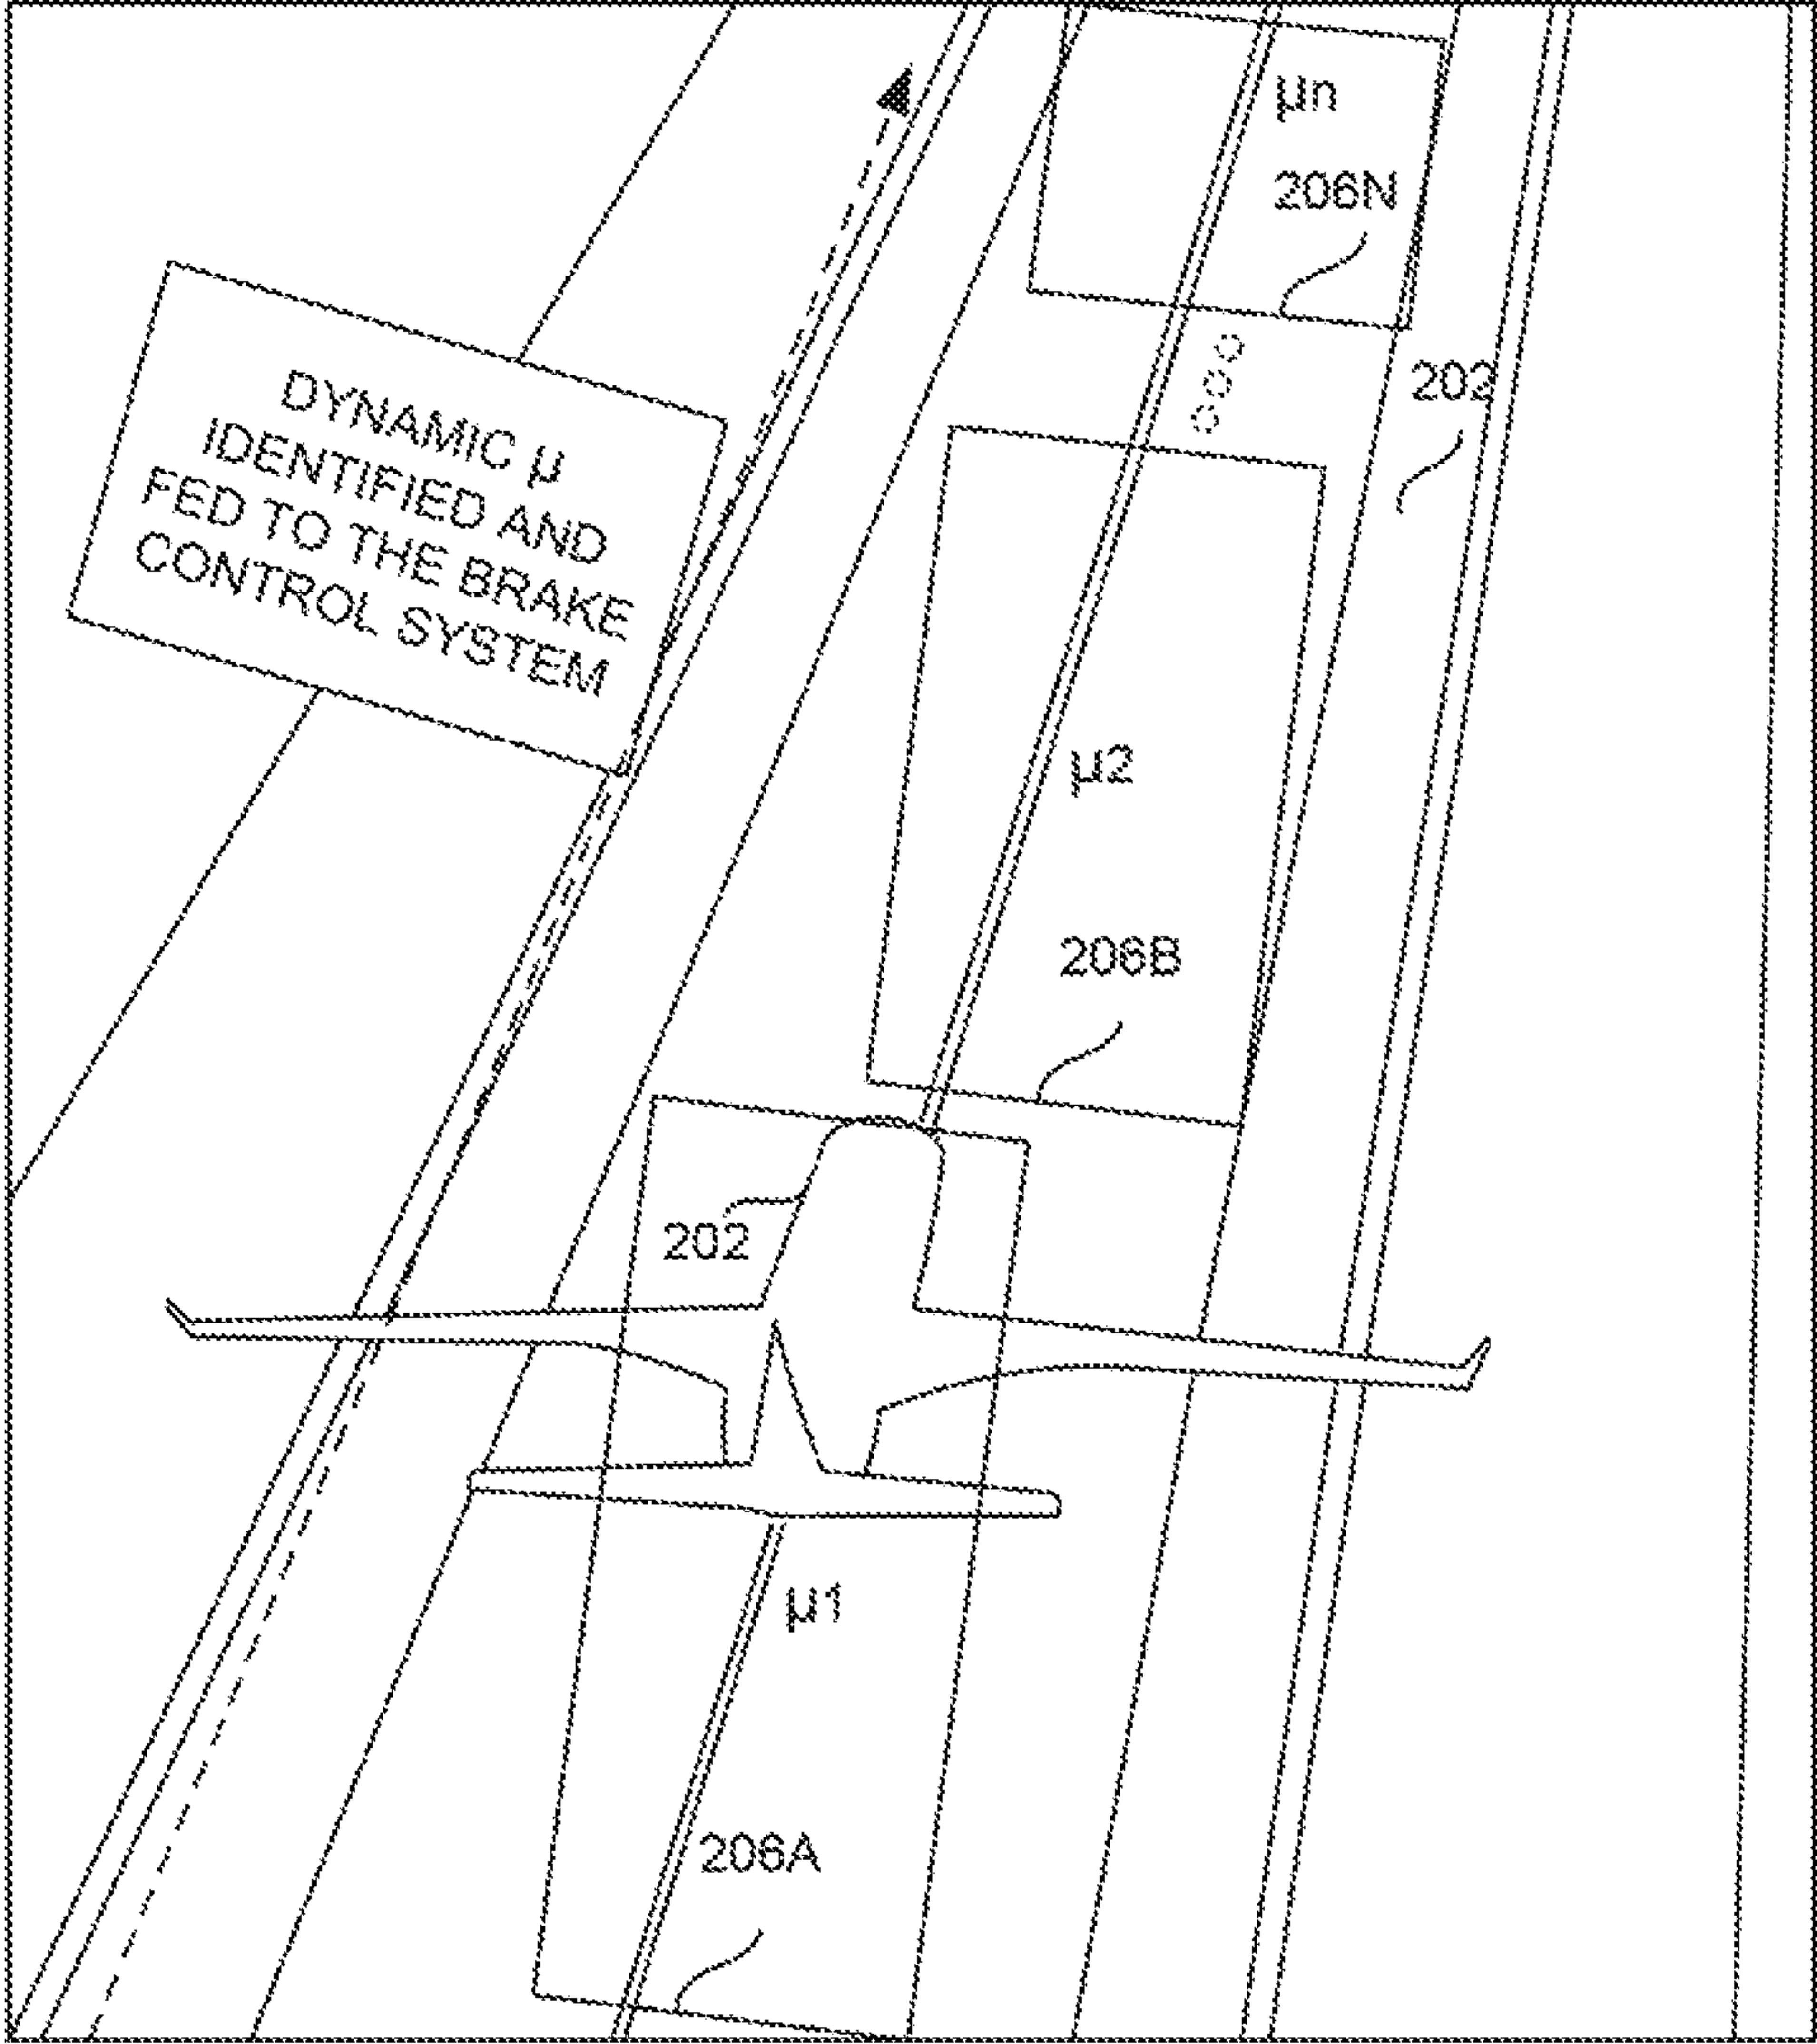 μn
206N
202
DYNAMIC μ
IDENTIFIED AND
FED TO THE BRAKE
CONTROL SYSTEM
μ2
206B
202
μ1
206A